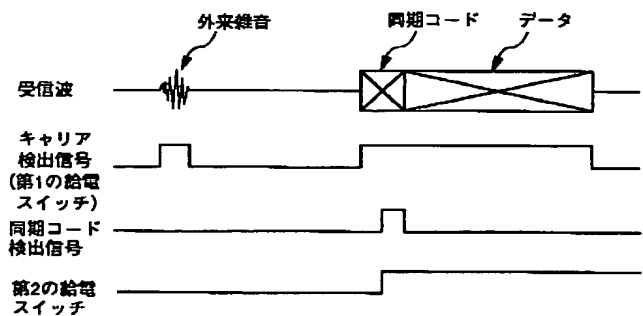 外来雑音
同期コード
データ
受信波
キャリア
検出信号
(第1の給電
スイッチ)
同期コード
検出信号
第2の給電
スイッチ